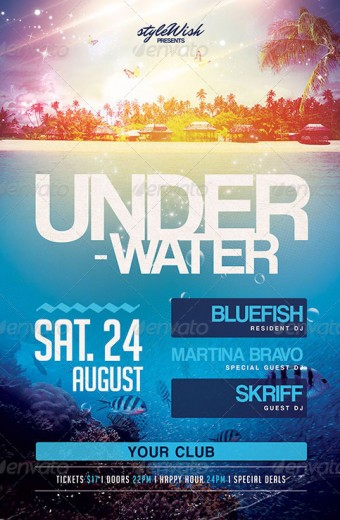 styleWish
PRESENTS
UNDER
-WATER
SAT. 24
AUGUST
BLUEFISH
RESIDENT DJ
MARTINA BRAVO
SPECIAL GUEST DJ
SKRIFF
GUEST DJ
YOUR CLUB
TICKETS $17 I DOORS 22PM I HAPPY HOUR 24PM I SPECIAL DEALS
envato